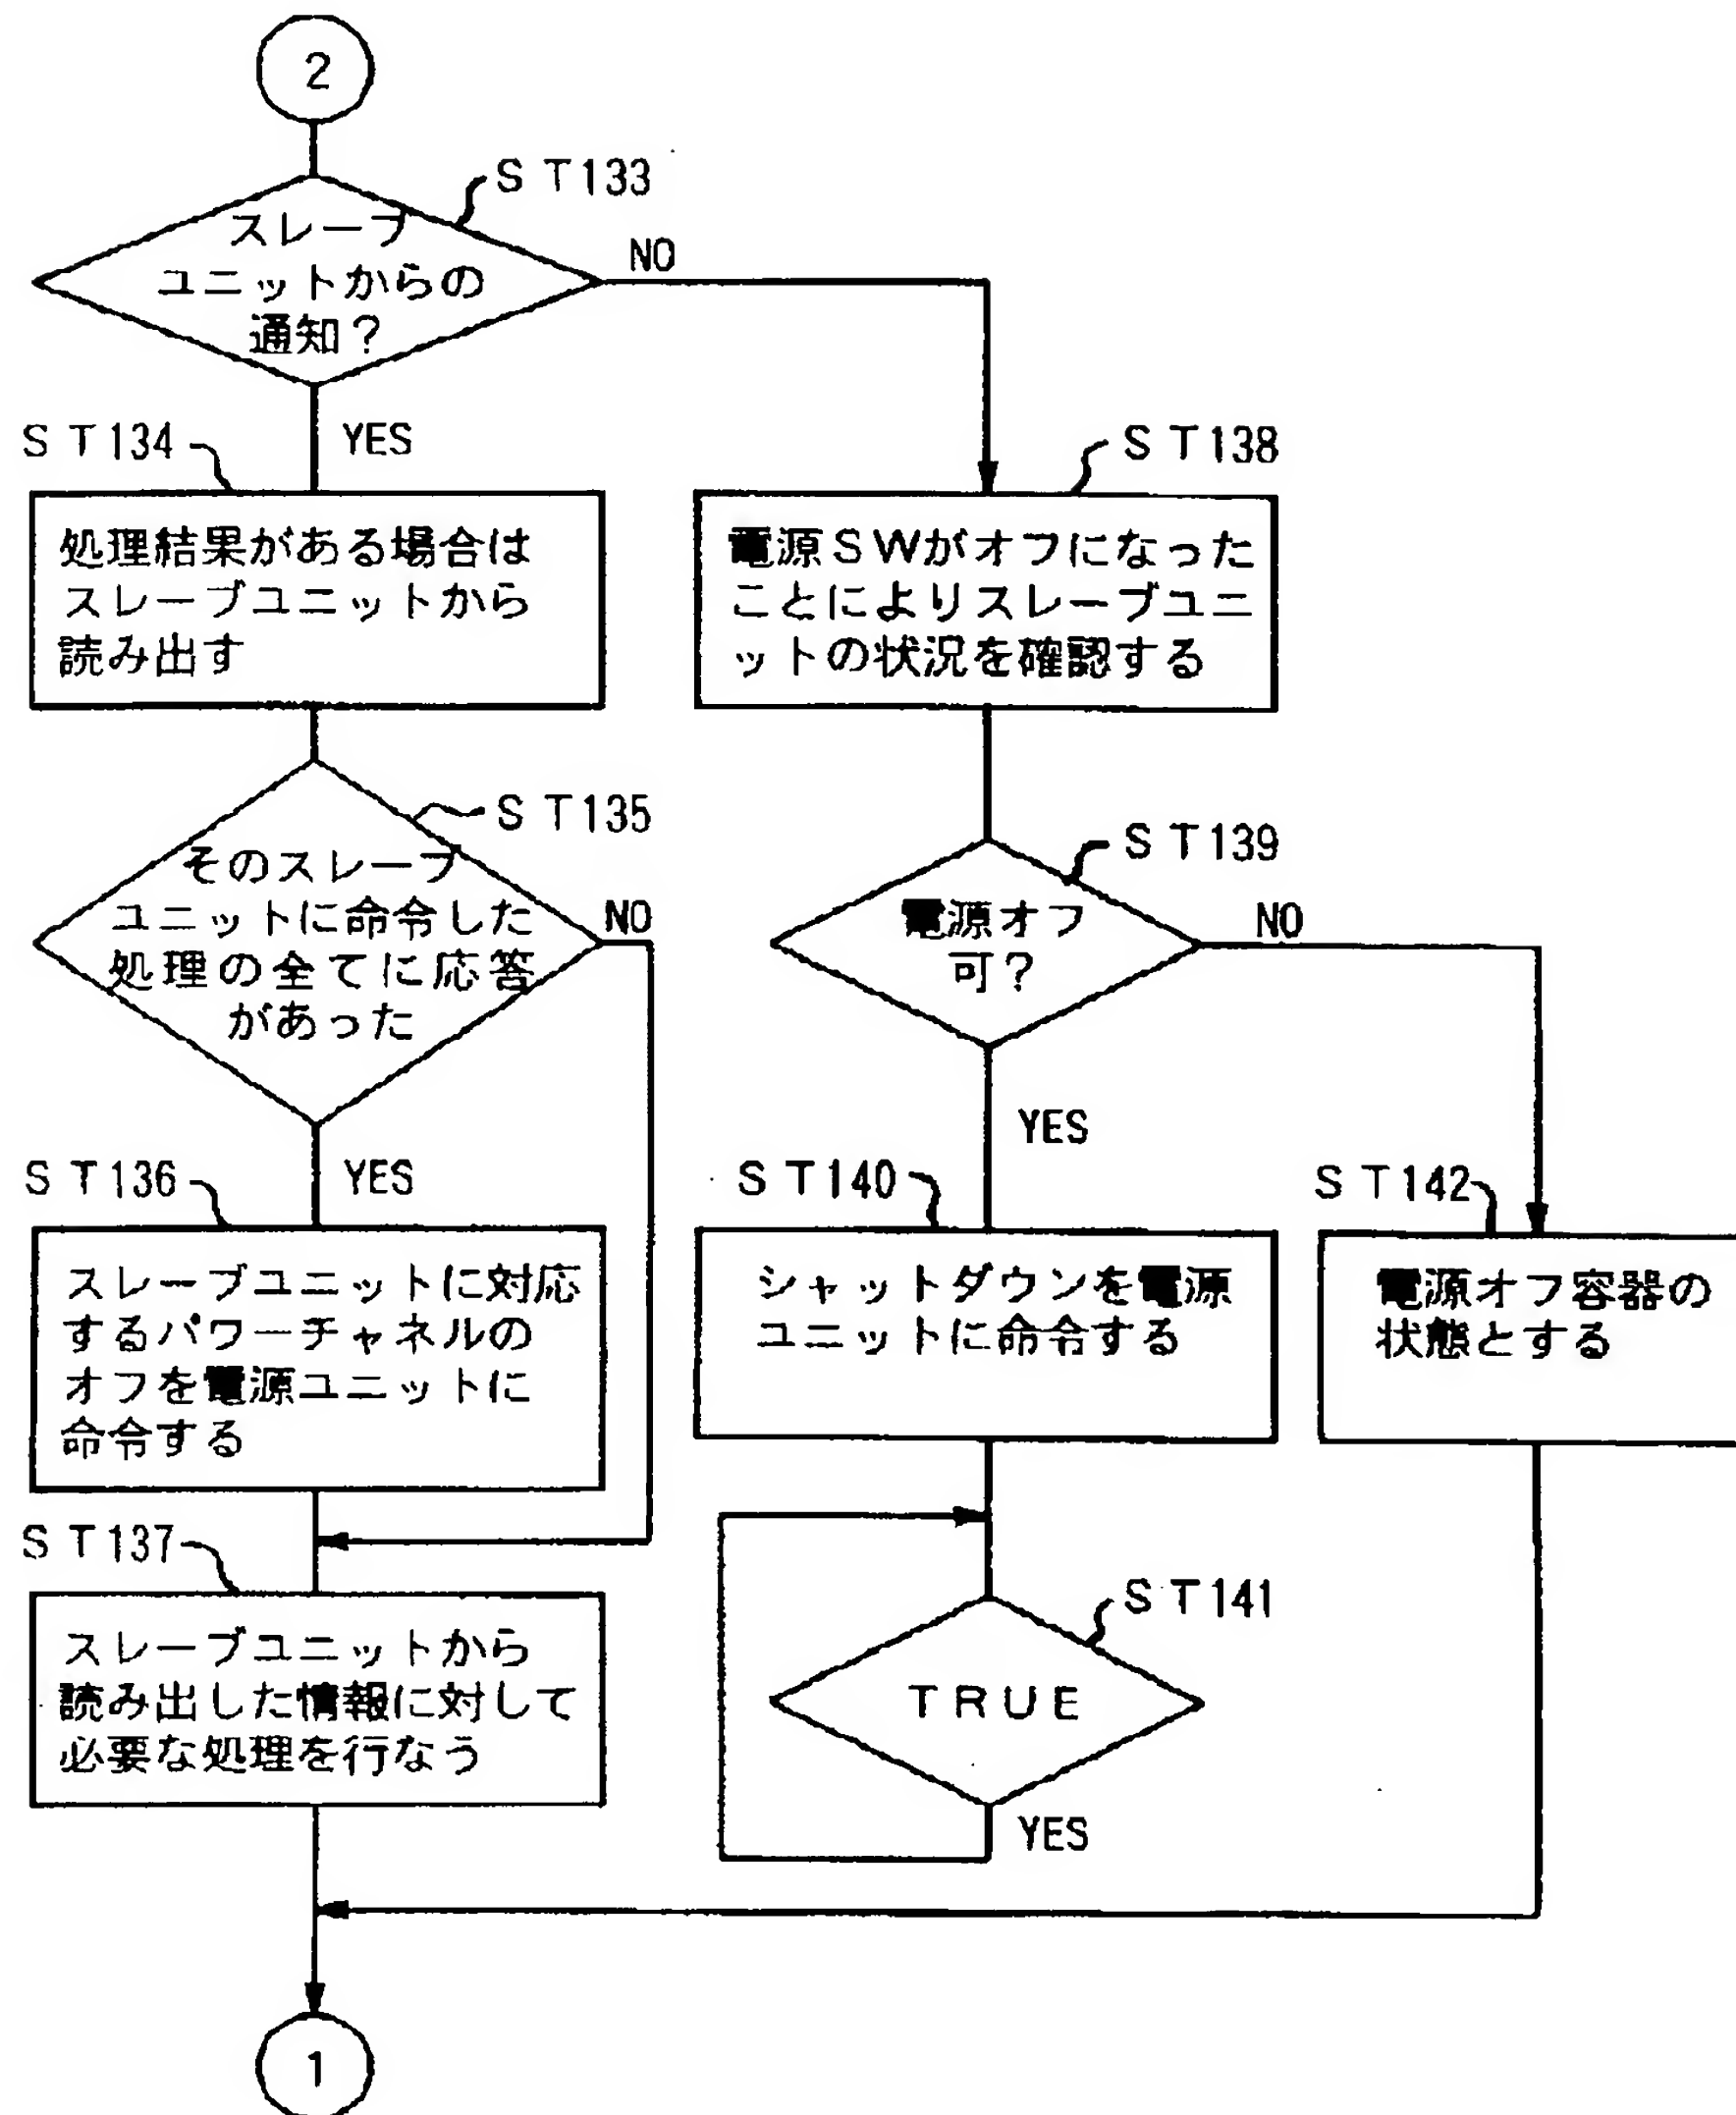 2
ST133
スレーブ
ユニットからの
通知?
NO
YES
ST134
処理結果がある場合は
スレーブユニットから
読み出す
ST135
そのスレーブ
ユニットに命令した
処理の全てに応答
があった
NO
YES
ST136
スレーブユニットに対応
するパワーチャネルの
オフを電源ユニットに
命令する
ST137
スレーブユニットから
読み出した情報に対して
必要な処理を行なう
1
ST138
電源SWがオフになった
ことによりスレーブユニ
ットの状況を確認する
ST139
電源オフ
可?
NO
YES
ST140
シャットダウンを電源
ユニットに命令する
ST141
TRUE
YES
ST142
電源オフ容器の
状態とする